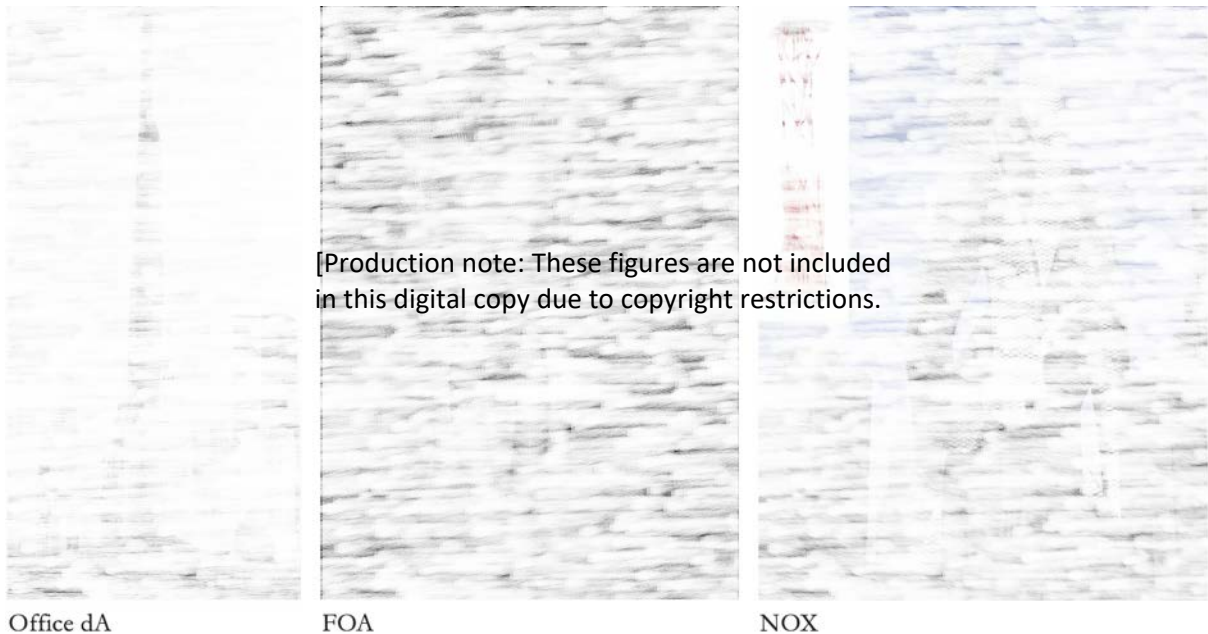 [Production note: These figures are not included
in this digital copy due to copyright restrictions.
Office dA
FOA
NOX